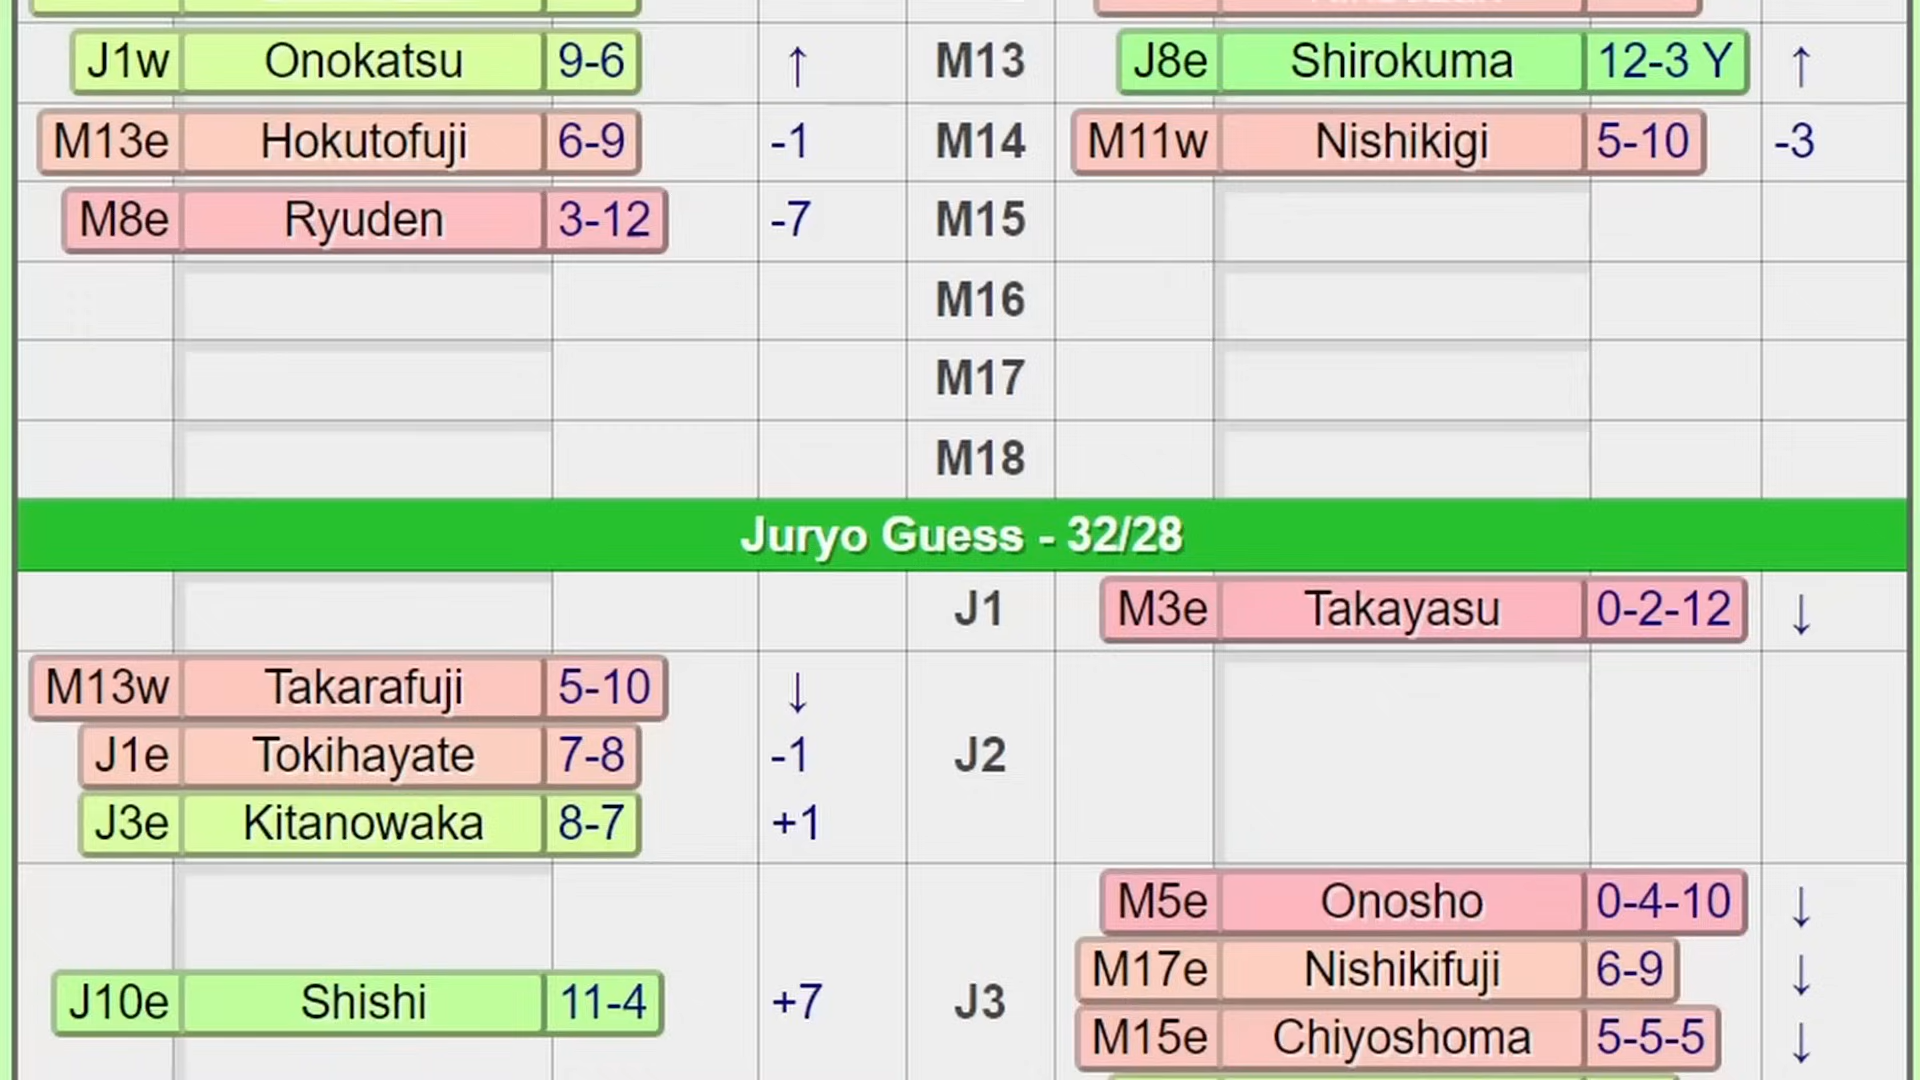 J1w Onokatsu 9-6 ↑ M13 J8e Shirokuma 12-3 Y ↑
M13e Hokutofuji 6-9 -1 M14 M11w Nishikigi 5-10 -3
M8e Ryuden 3-12 -7 M15
M16
M17
M18
Juryo Guess - 32/28
J1 M3e Takayasu 0-2-12 ↓
M13w Takarafuji 5-10 ↓
J1e Tokihayate 7-8 -1 J2
J3e Kitanowaka 8-7 +1
M5e Onosho 0-4-10 ↓
M17e Nishikifuji 6-9 ↓
J10e Shishi 11-4 +7 J3
M15e Chiyoshoma 5-5-5 ↓